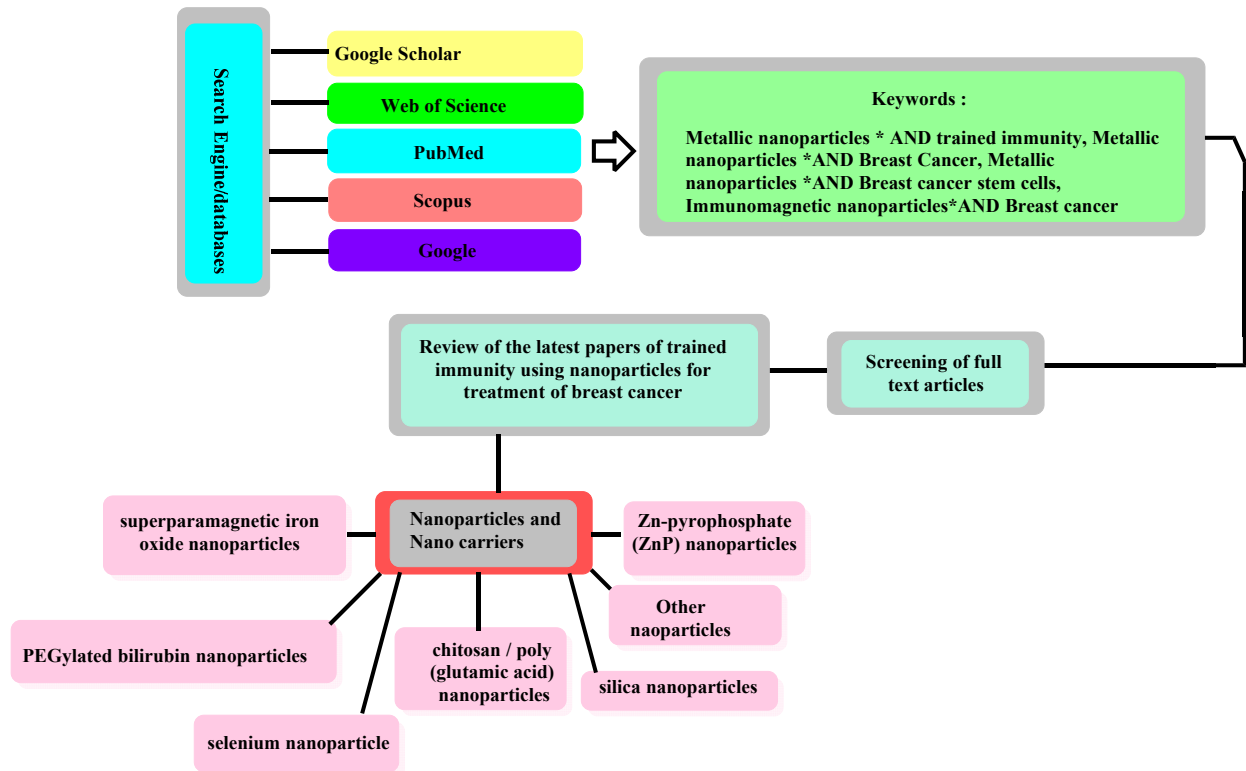 Search Engine/databases
Google Scholar
Web of Science
PubMed
Scopus
Google
Keywords :
Metallic nanoparticles * AND trained immunity, Metallic
nanoparticles *AND Breast Cancer, Metallic
nanoparticles *AND Breast cancer stem cells,
Immunomagnetic nanoparticles*AND Breast cancer
Review of the latest papers of trained
immunity using nanoparticles for
treatment of breast cancer
Screening of full
text articles
Nanoparticles and
Nano carriers
superparamagnetic iron
oxide nanoparticles
Zn-pyrophosphate
(ZnP) nanoparticles
Other
naoparticles
PEGylated bilirubin nanoparticles
chitosan / poly
(glutamic acid)
nanoparticles
silica nanoparticles
selenium nanoparticle